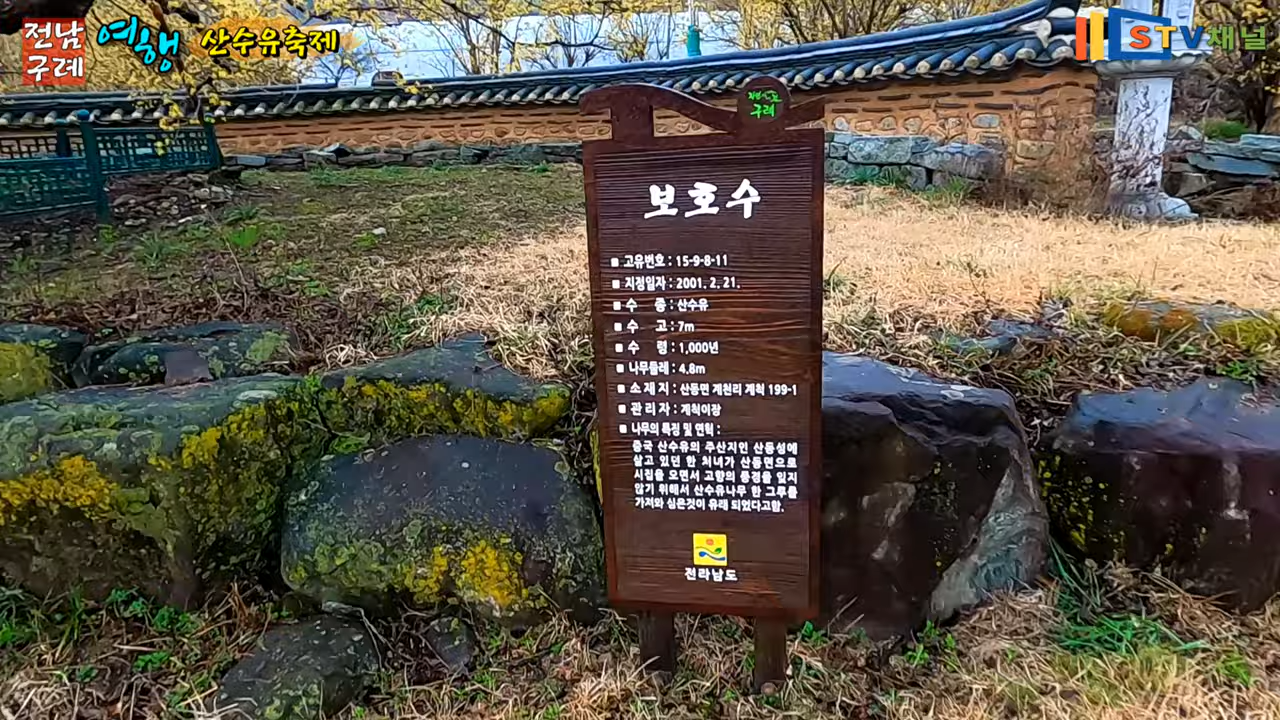 전남
구례
여행
산수유축제
STV채널
구례
보호수
■ 고유번호 : 15-9-8-11
■ 지정일자 : 2001. 2. 21.
■ 수 종 : 산수유
■ 수 고 : 7m
■ 수 령 : 1,000년
■ 나무둘레 : 4.8m
■ 소 재 지 : 산동면 계천리 계척 199-1
■ 관 리 자 : 계척이장
■ 나무의 특징 및 연혁 :
중국 산수유의 주산지인 산동성에
살고 있던 한 처녀가 산동면으로
시집을 오면서 고향의 풍경을 잊지
않기 위해서 산수유나무 한 그루를
가져와 심은것이 유래 되었다고함.
전라남도